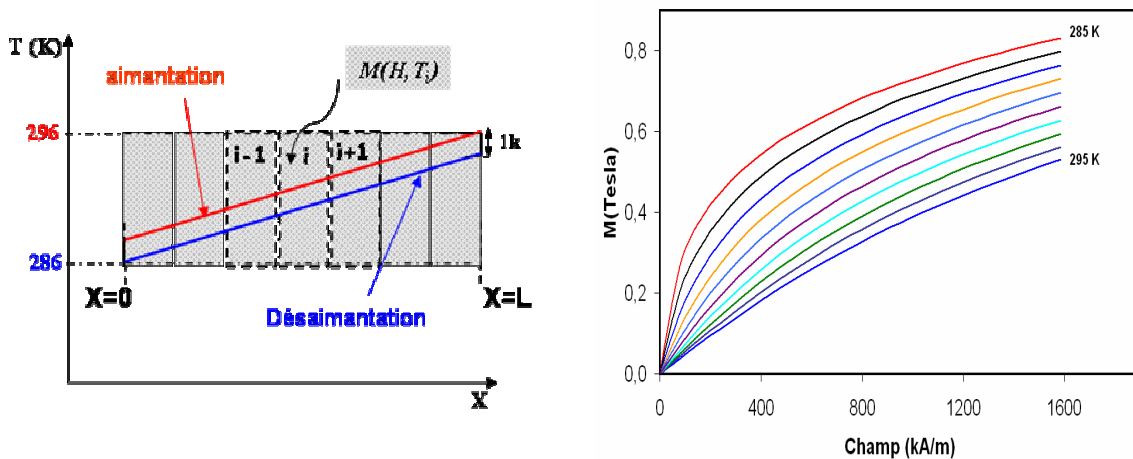 T (K)
aimantation
M(H,Tᵢ)
296
1k
i-1
i
i+1
286
X=0
X=L
Désaimantation
X
M(Tesla)
0,8
0,6
0,4
0,2
0,0
285 K
295 K
0
400
800
1200
1600
Champ (kA/m)